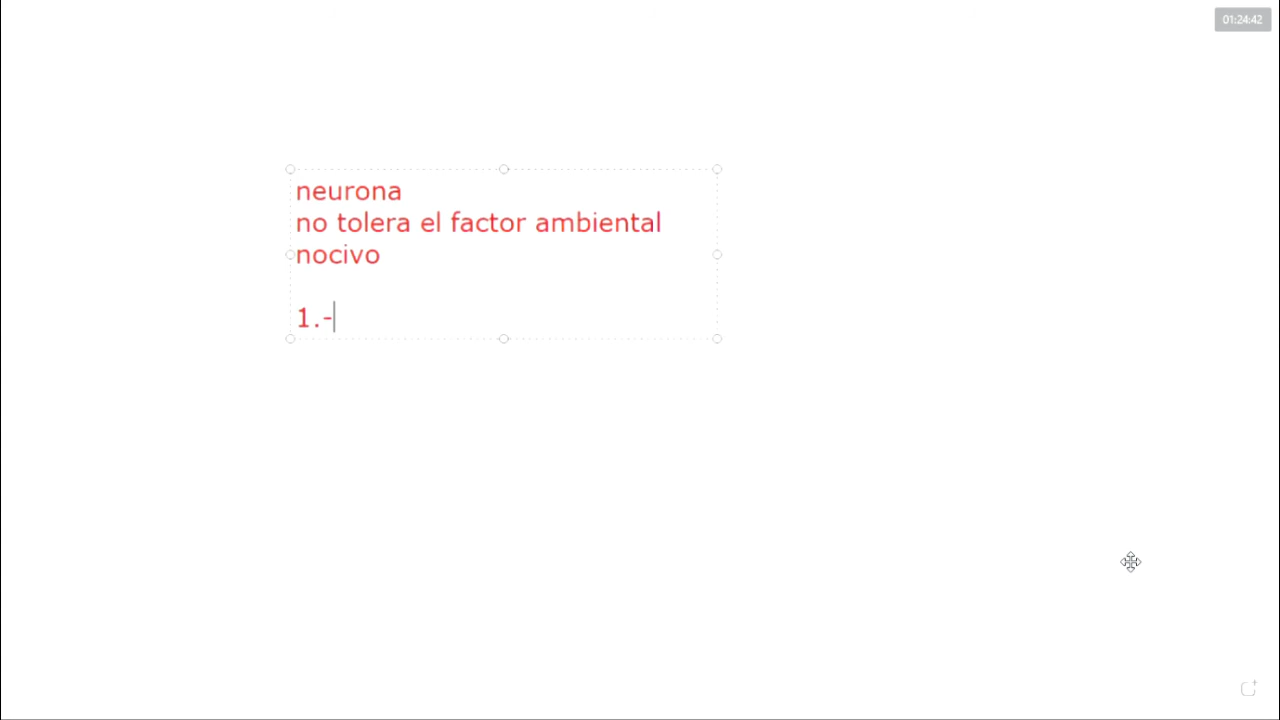 01:24:42
neurona
no tolera el factor ambiental
nocivo
1.-